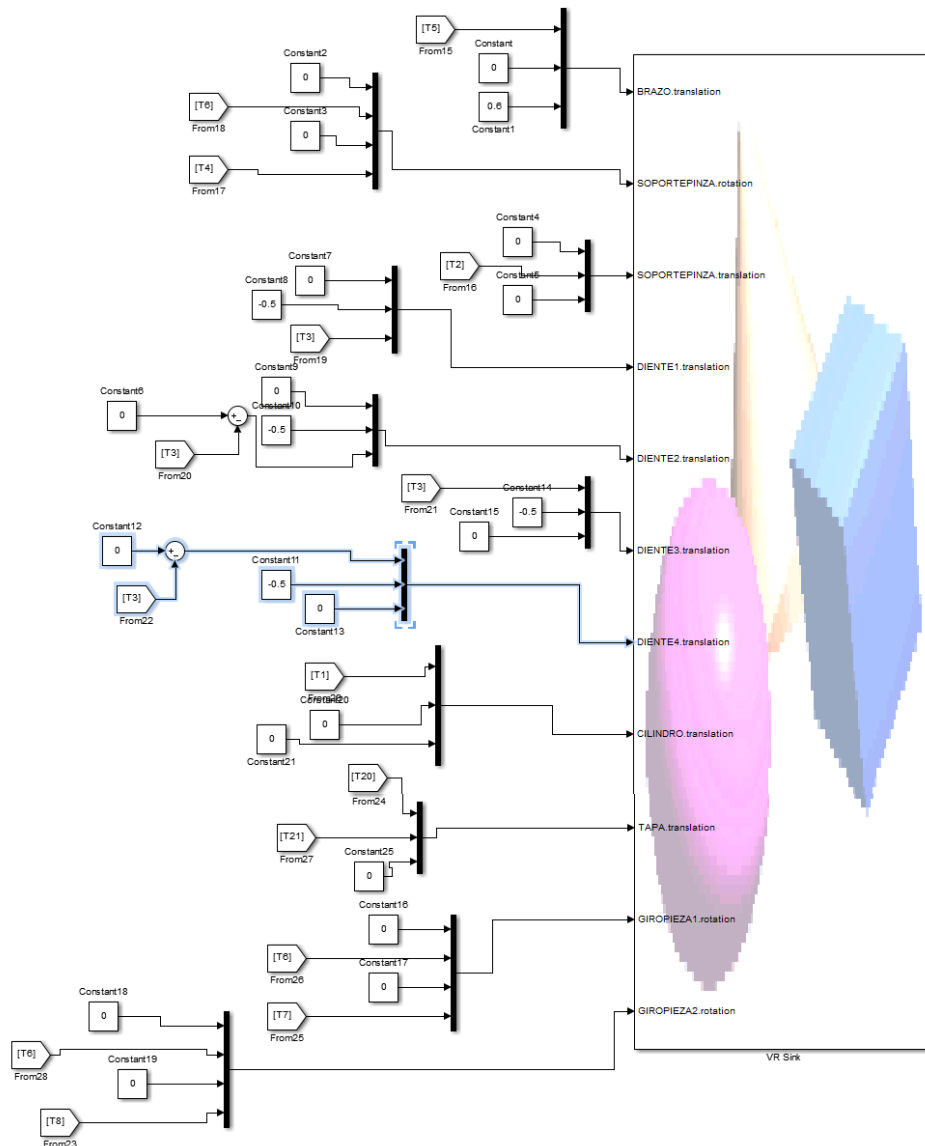 [T5]
From15
Constant
0
0.6
Constant1
BRAZO.translation
Constant2
0
[T6]
From18
Constant3
0
[T4]
From17
SOPORTEPINZA.rotation
Constant4
0
[T2]
From16
Constant5
0
SOPORTEPINZA.translation
Constant7
0
Constant8
-0.5
[T3]
From19
DIENTE1.translation
Constant9
0
Constant6
0
Constant10
-0.5
[T3]
From20
DIENTE2.translation
[T3]
From21
Constant14
-0.5
Constant15
0
DIENTE3.translation
Constant12
0
[T3]
From22
Constant11
-0.5
0
Constant13
DIENTE4.translation
[T1]
Constant20
0
0
Constant21
CILINDRO.translation
[T20]
From24
[T21]
From27
Constant25
0
TAPA.translation
Constant16
0
[T6]
From26
Constant17
0
[T7]
From25
GIROPIEZA1.rotation
Constant18
0
[T6]
From28
Constant19
0
[T8]
From23
GIROPIEZA2.rotation
VR Sink